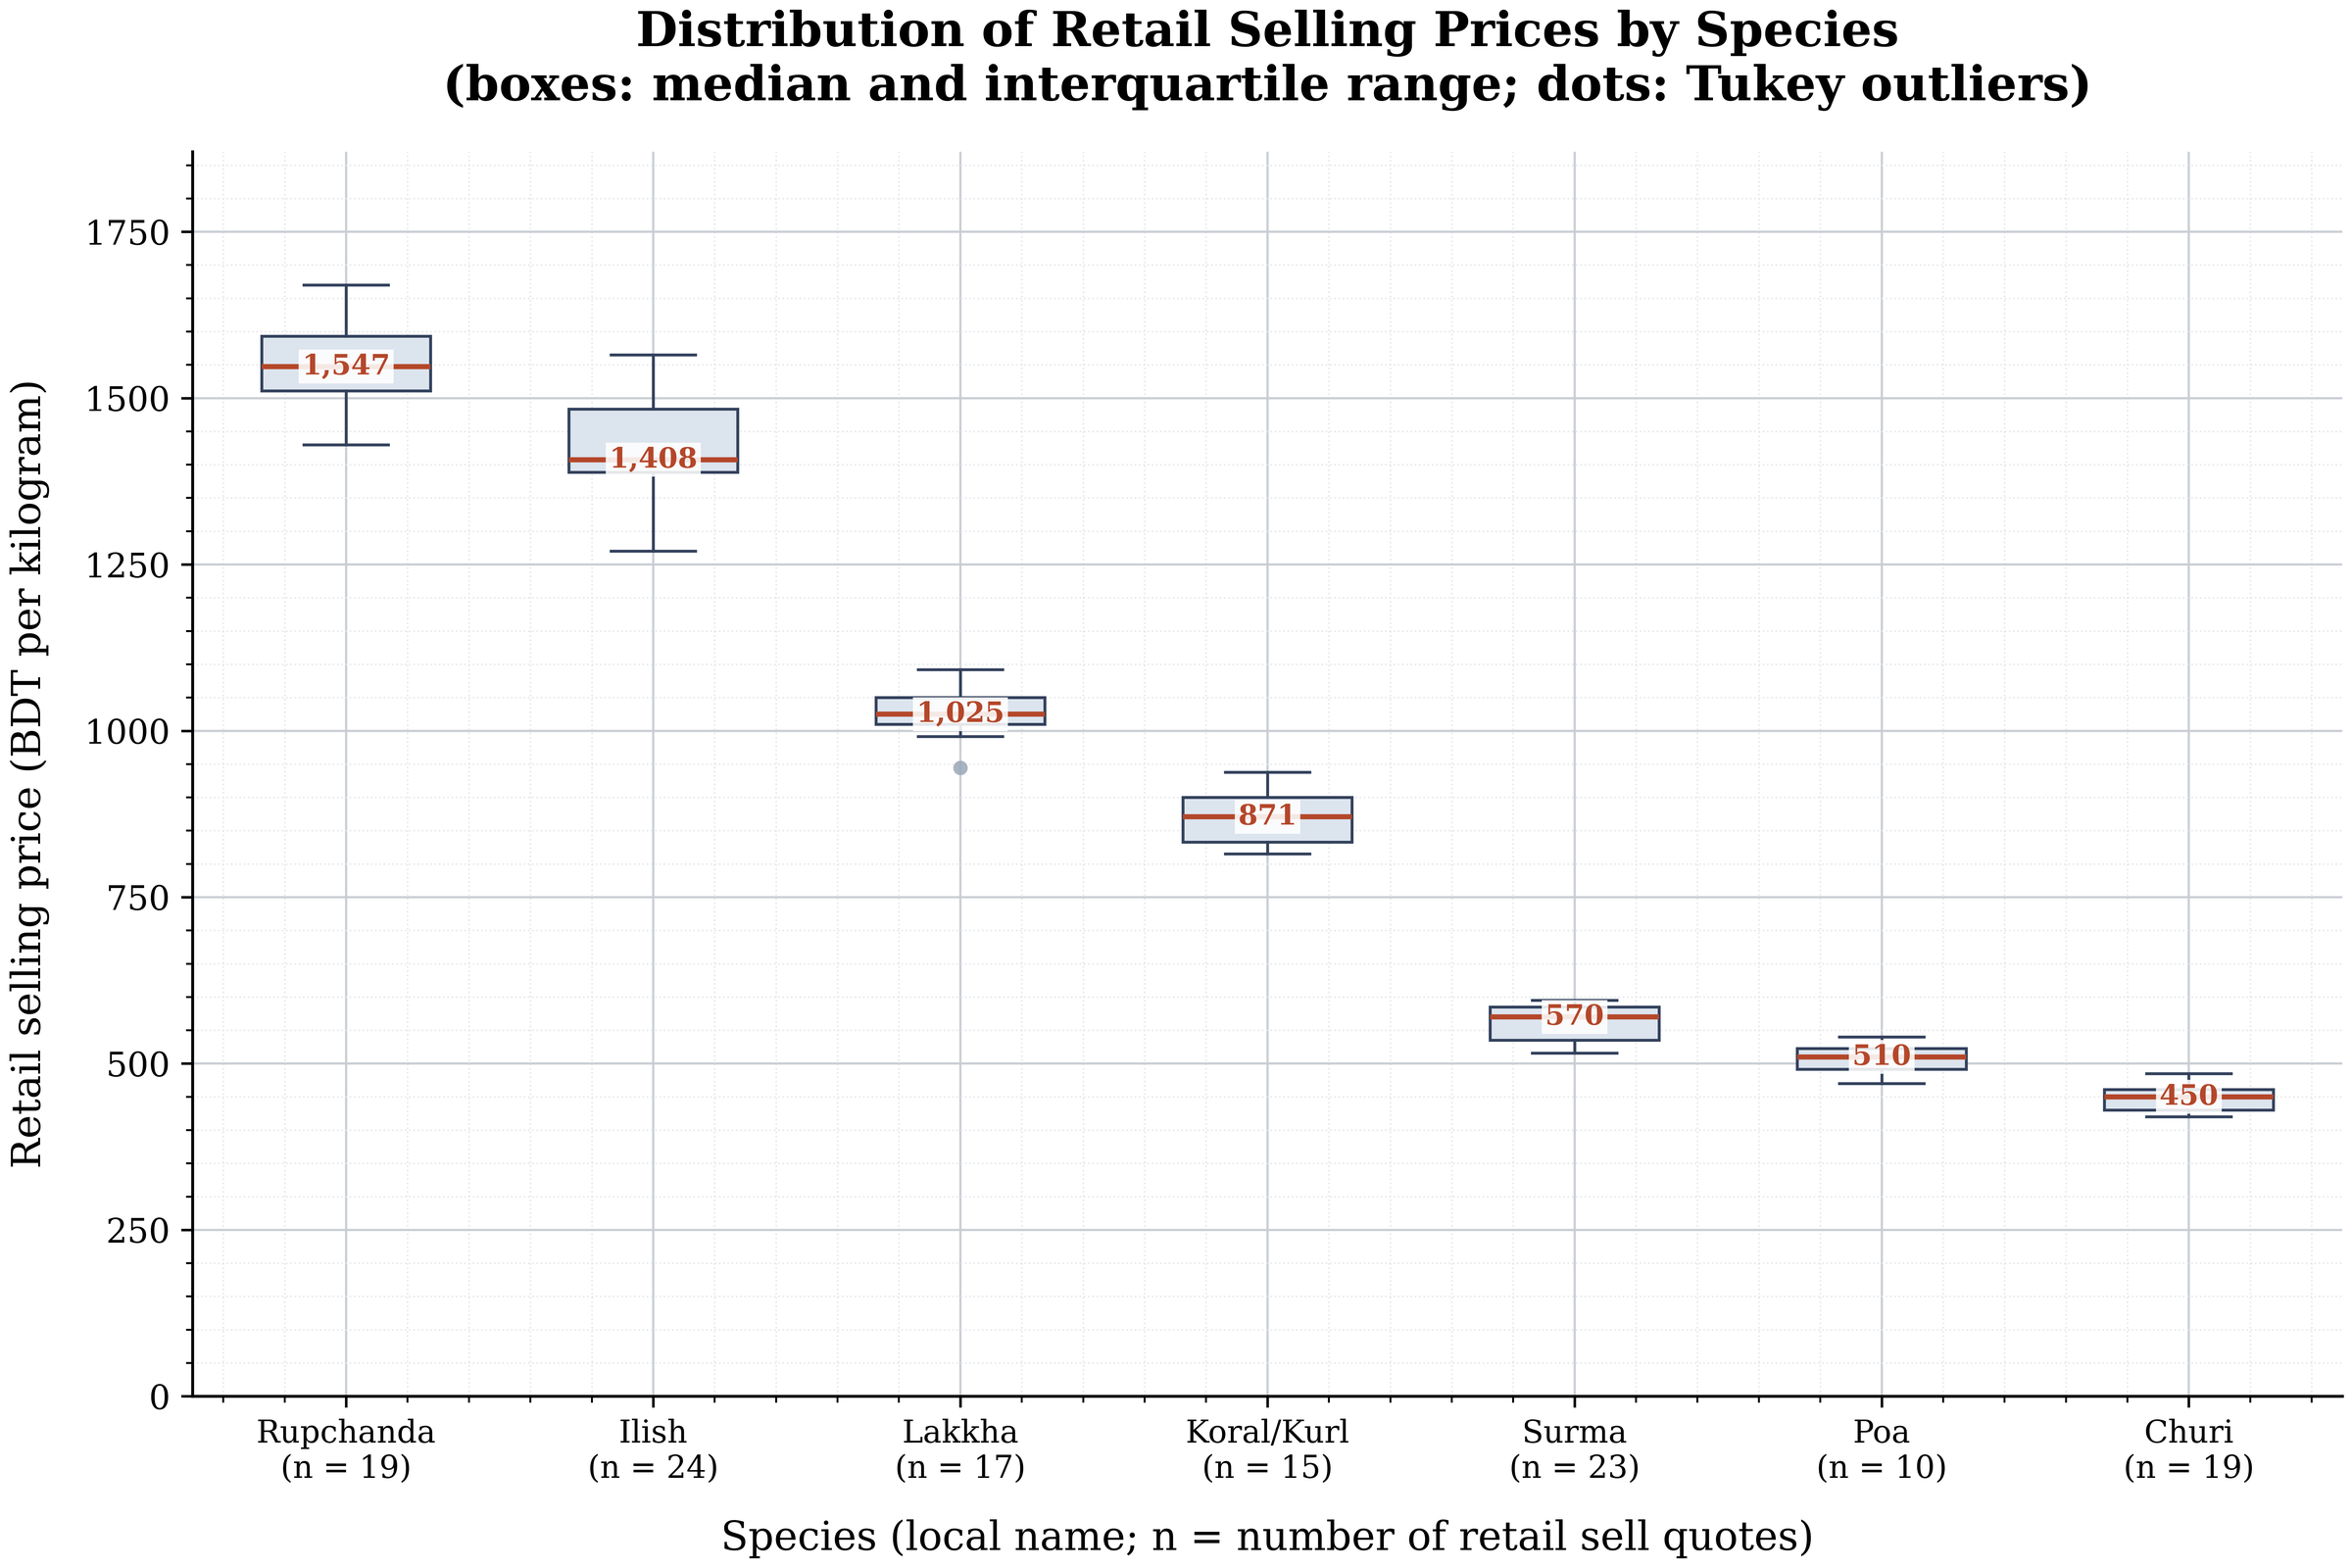 Distribution of Retail Selling Prices by Species
(boxes: median and interquartile range; dots: Tukey outliers)
Retail selling price (BDT per kilogram)
1750
1500
1250
1000
750
500
250
0
1,547
1,408
1,025
871
570
510
450
Rupchanda
(n = 19)
Ilish
(n = 24)
Lakkha
(n = 17)
Koral/Kurl
(n = 15)
Surma
(n = 23)
Poa
(n = 10)
Churi
(n = 19)
Species (local name; n = number of retail sell quotes)